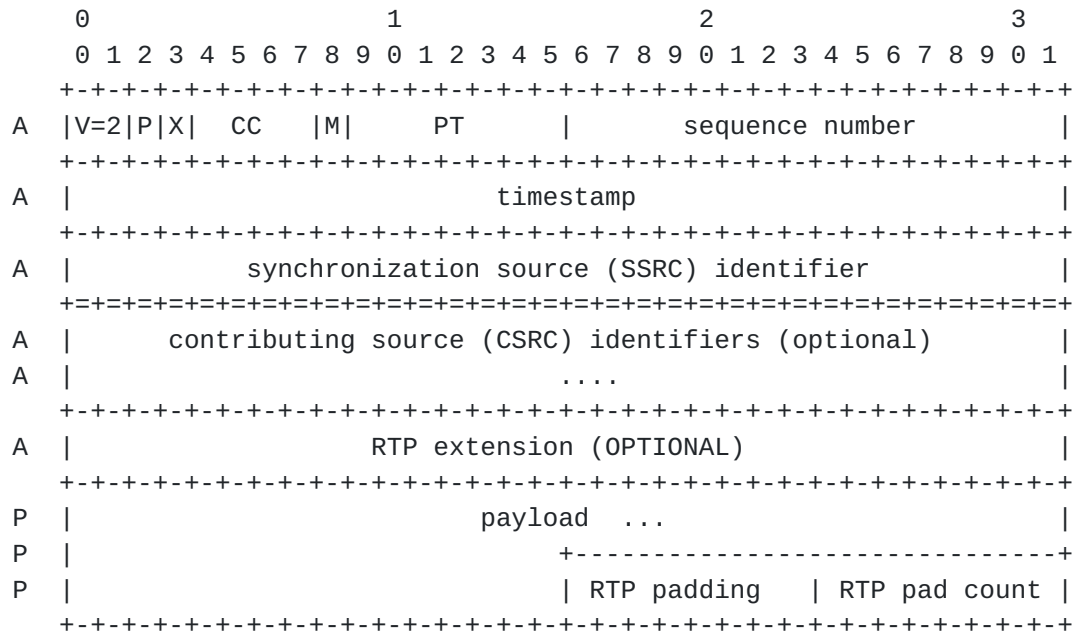 0                   1                   2                   3
     0 1 2 3 4 5 6 7 8 9 0 1 2 3 4 5 6 7 8 9 0 1 2 3 4 5 6 7 8 9 0 1
    +-+-+-+-+-+-+-+-+-+-+-+-+-+-+-+-+-+-+-+-+-+-+-+-+-+-+-+-+-+-+-+-+
A   |V=2|P|X|  CC   |M|     PT      |       sequence number         |
    +-+-+-+-+-+-+-+-+-+-+-+-+-+-+-+-+-+-+-+-+-+-+-+-+-+-+-+-+-+-+-+-+
A   |                           timestamp                           |
    +-+-+-+-+-+-+-+-+-+-+-+-+-+-+-+-+-+-+-+-+-+-+-+-+-+-+-+-+-+-+-+-+
A   |           synchronization source (SSRC) identifier            |
    +=+=+=+=+=+=+=+=+=+=+=+=+=+=+=+=+=+=+=+=+=+=+=+=+=+=+=+=+=+=+=+=+
A   |      contributing source (CSRC) identifiers (optional)        |
A   |                               ....                            |
    +-+-+-+-+-+-+-+-+-+-+-+-+-+-+-+-+-+-+-+-+-+-+-+-+-+-+-+-+-+-+-+-+
A   |                   RTP extension (OPTIONAL)                    |
    +-+-+-+-+-+-+-+-+-+-+-+-+-+-+-+-+-+-+-+-+-+-+-+-+-+-+-+-+-+-+-+-+
P   |                          payload  ...                         |
P   |                               +-------------------------------+
P   |                               | RTP padding   | RTP pad count |
    +-+-+-+-+-+-+-+-+-+-+-+-+-+-+-+-+-+-+-+-+-+-+-+-+-+-+-+-+-+-+-+-+